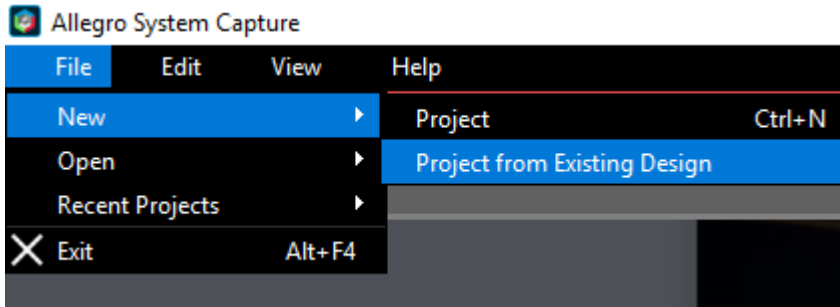 Allegro System Capture
File Edit View Help
New Project Ctrl+N
Open Project from Existing Design
Recent Projects
Exit Alt+F4